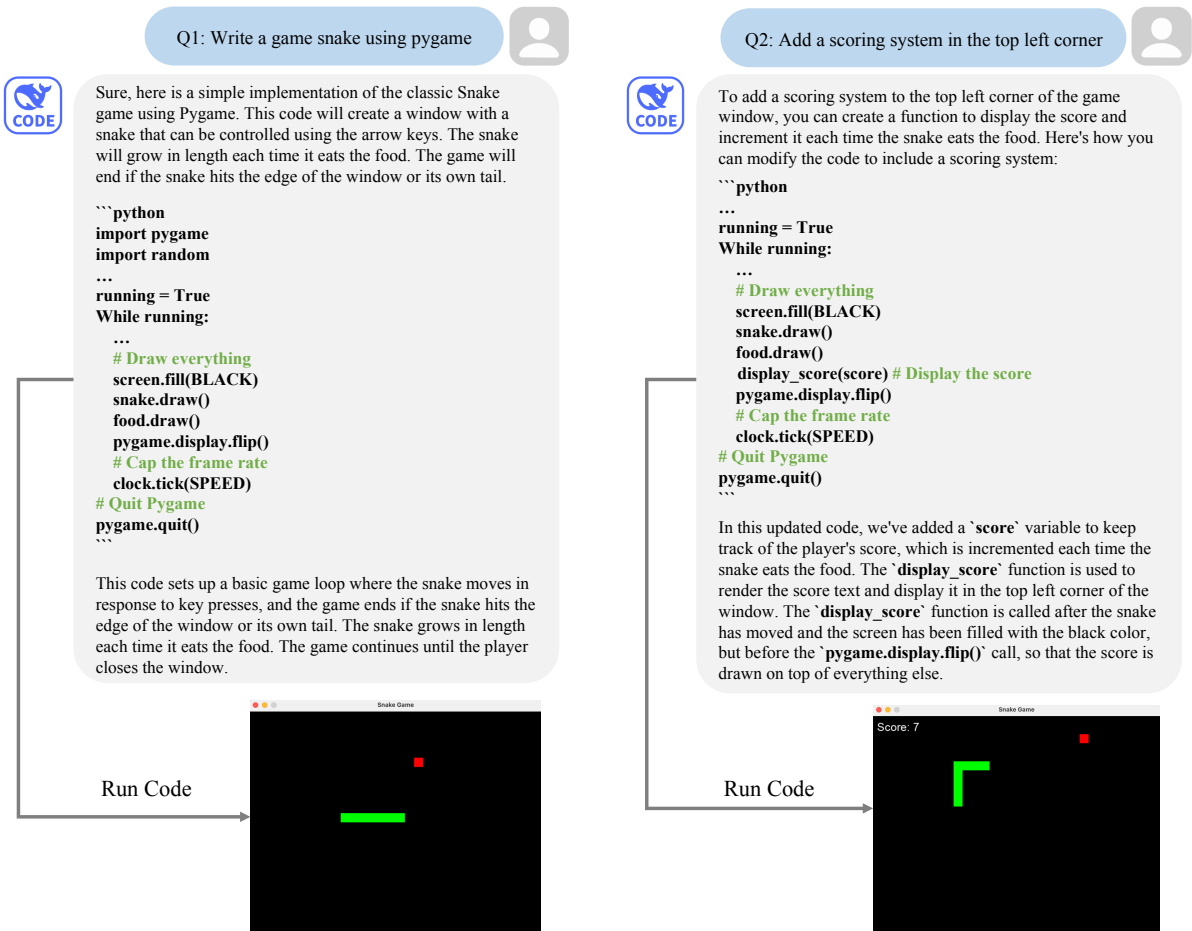 Q1: Write a game snake using pygame
CODE
Sure, here is a simple implementation of the classic Snake
game using Pygame. This code will create a window with a
snake that can be controlled using the arrow keys. The snake
will grow in length each time it eats the food. The game will
end if the snake hits the edge of the window or its own tail.
```python
import pygame
import random
…
running = True
While running:
…
# Draw everything
screen.fill(BLACK)
snake.draw()
food.draw()
pygame.display.flip()
# Cap the frame rate
clock.tick(SPEED)
# Quit Pygame
pygame.quit()
```
This code sets up a basic game loop where the snake moves in
response to key presses, and the game ends if the snake hits the
edge of the window or its own tail. The snake grows in length
each time it eats the food. The game continues until the player
closes the window.
Run Code
Snake Game
Q2: Add a scoring system in the top left corner
CODE
To add a scoring system to the top left corner of the game
window, you can create a function to display the score and
increment it each time the snake eats the food. Here's how you
can modify the code to include a scoring system:
```python
…
running = True
While running:
…
# Draw everything
screen.fill(BLACK)
snake.draw()
food.draw()
display_score(score) # Display the score
pygame.display.flip()
# Cap the frame rate
clock.tick(SPEED)
# Quit Pygame
pygame.quit()
```
In this updated code, we've added a `score` variable to keep
track of the player's score, which is incremented each time the
snake eats the food. The `display_score` function is used to
render the score text and display it in the top left corner of the
window. The `display_score` function is called after the snake
has moved and the screen has been filled with the black color,
but before the `pygame.display.flip()` call, so that the score is
drawn on top of everything else.
Run Code
Snake Game
Score: 7